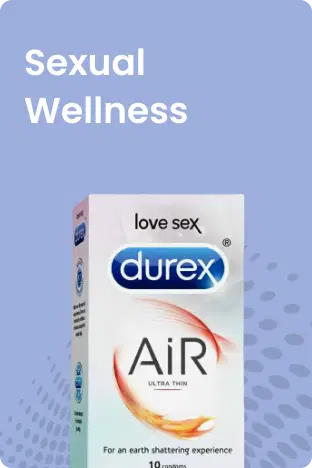 Sexual
Wellness
love sex
durex
®
AiR
ULTRA THIN
For an earth shattering experience
10 condoms